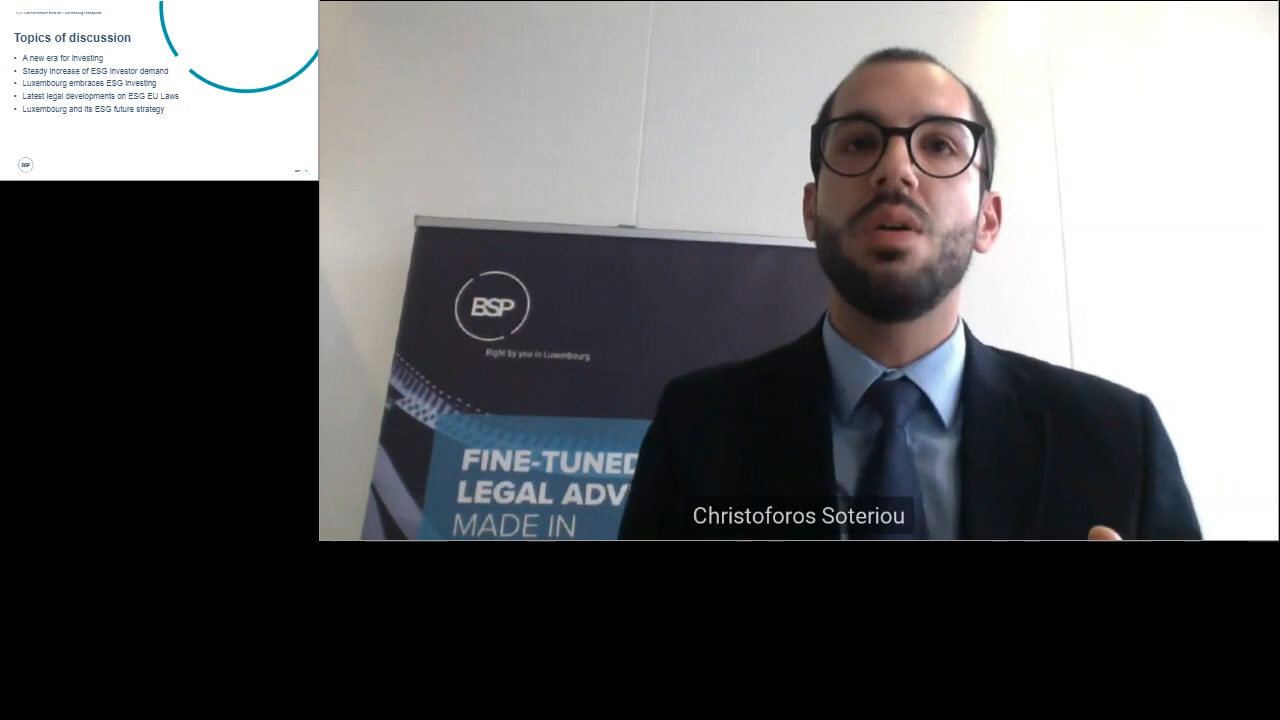 Topics of discussion
• A new era for investing
• Steady increase of ESG investor demand
• Luxembourg embraces ESG investing
• Latest legal developments on ESG EU Laws
• Luxembourg and its ESG future strategy
BSP
BSP
Right by you in Luxembourg
FINE-TUNED
LEGAL ADV
MADE IN
Christoforos Soteriou